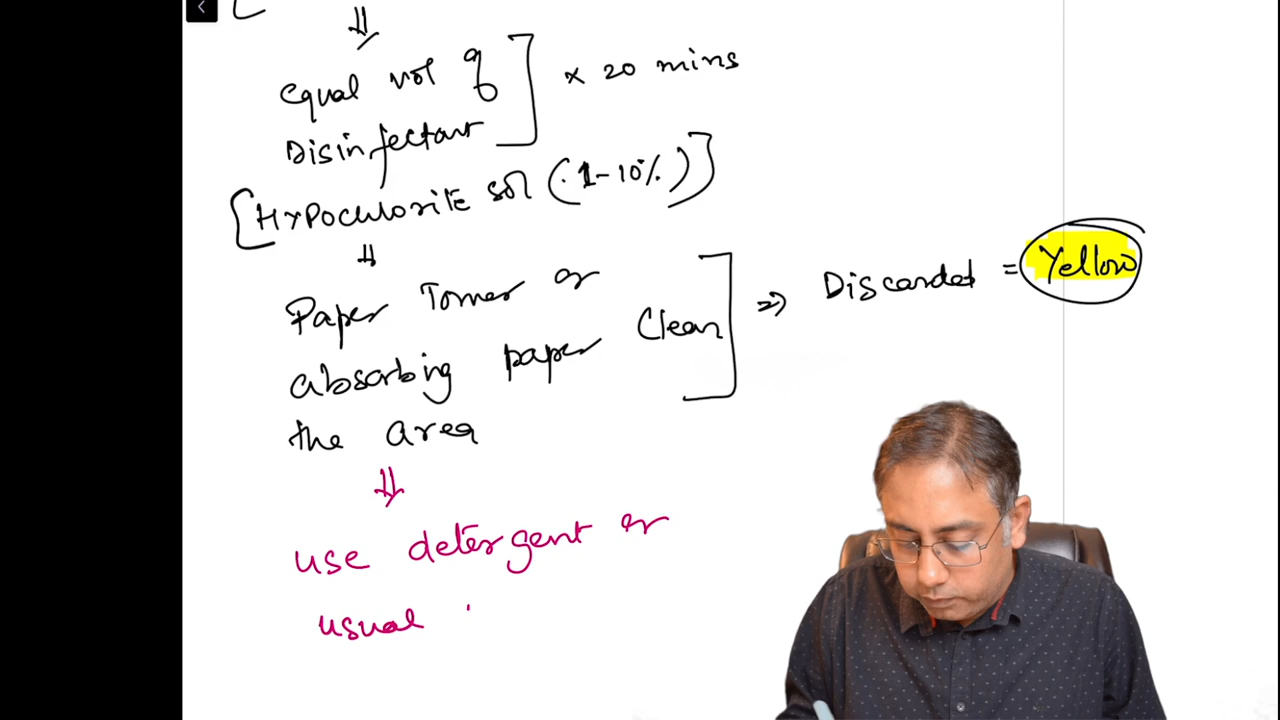 Equal vol of
Disinfectant ] × 20 mins
[Hypochlorite sol (.1-10%)]
Paper Tower or
absorbing paper Clean
the area
⇒ Discarded = Yellow
use detergent or
usual